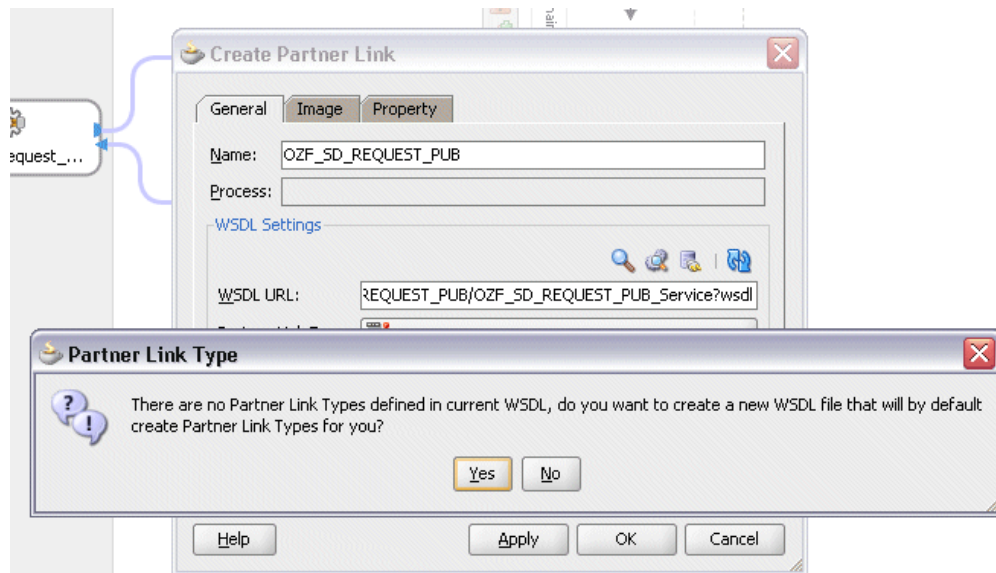 Create Partner Link
General Image Property
equest_...
Name: OZF_SD_REQUEST_PUB
Process:
WSDL Settings
WSDL URL: REQUEST_PUB/OZF_SD_REQUEST_PUB_Service?wsdl
Partner Link Type
There are no Partner Link Types defined in current WSDL, do you want to create a new WSDL file that will by default
create Partner Link Types for you?
Yes No
Help Apply OK Cancel